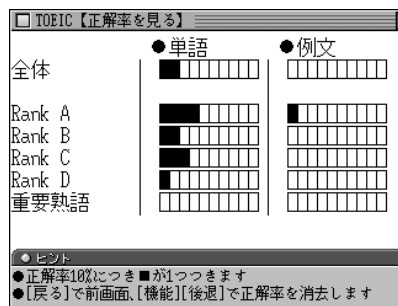 TOEIC【正解率を見る】
●単語 ●例文
全体
Rank A
Rank B
Rank C
Rank D
重要熟語
●ヒント
●正解率10%につき■が1つつきます
●[戻る]で前画面、[機能][後退]で正解率を消去します